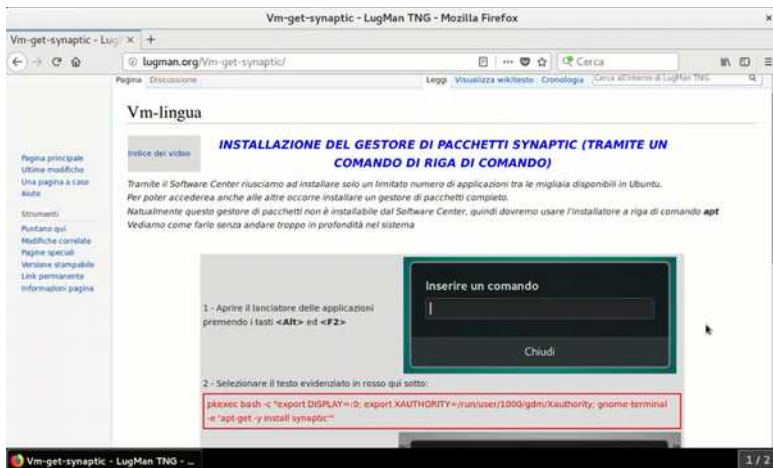 Vm-get-synaptic - LugMan TNG - Mozilla Firefox
Vm-get-synaptic - Lug
lugman.org/Vm-get-synaptic/
Cerca
Pagina Discussione
Leggi Visualizza wikitesto Cronologia Cerca all'interno di LugMan TNG
Vm-lingua
Indice dei video
INSTALLAZIONE DEL GESTORE DI PACCHETTI SYNAPTIC (TRAMITE UN
COMANDO DI RIGA DI COMANDO)
Pagina principale
Ultime modifiche
Una pagina a caso
Aiuto
Strumenti
Puntano qui
Modifiche correlate
Pagine speciali
Versione stampabile
Link permanente
Informazioni pagina
Tramite il Software Center riusciamo ad installare solo un limitato numero di applicazioni tra le migliaia disponibili in Ubuntu.
Per poter accederea anche alle altre occorre installare un gestore di pacchetti completo.
Natualmente questo gestore di pacchetti non è installabile dal Software Center, quindi dovremo usare l'installatore a riga di comando apt
Vediamo come farlo senza andare troppo in profondità nel sistema
1 - Aprire il lanciatore delle applicazioni
premendo i tasti <Alt> ed <F2>
Inserire un comando
Chiudi
2 - Selezionare il testo evidenziato in rosso qui sotto:
pkexec bash -c "export DISPLAY=:0; export XAUTHORITY=/run/user/1000/gdm/Xauthority; gnome-terminal
-e 'apt-get -y install synaptic'"
Vm-get-synaptic - LugMan TNG - ...
1 / 2